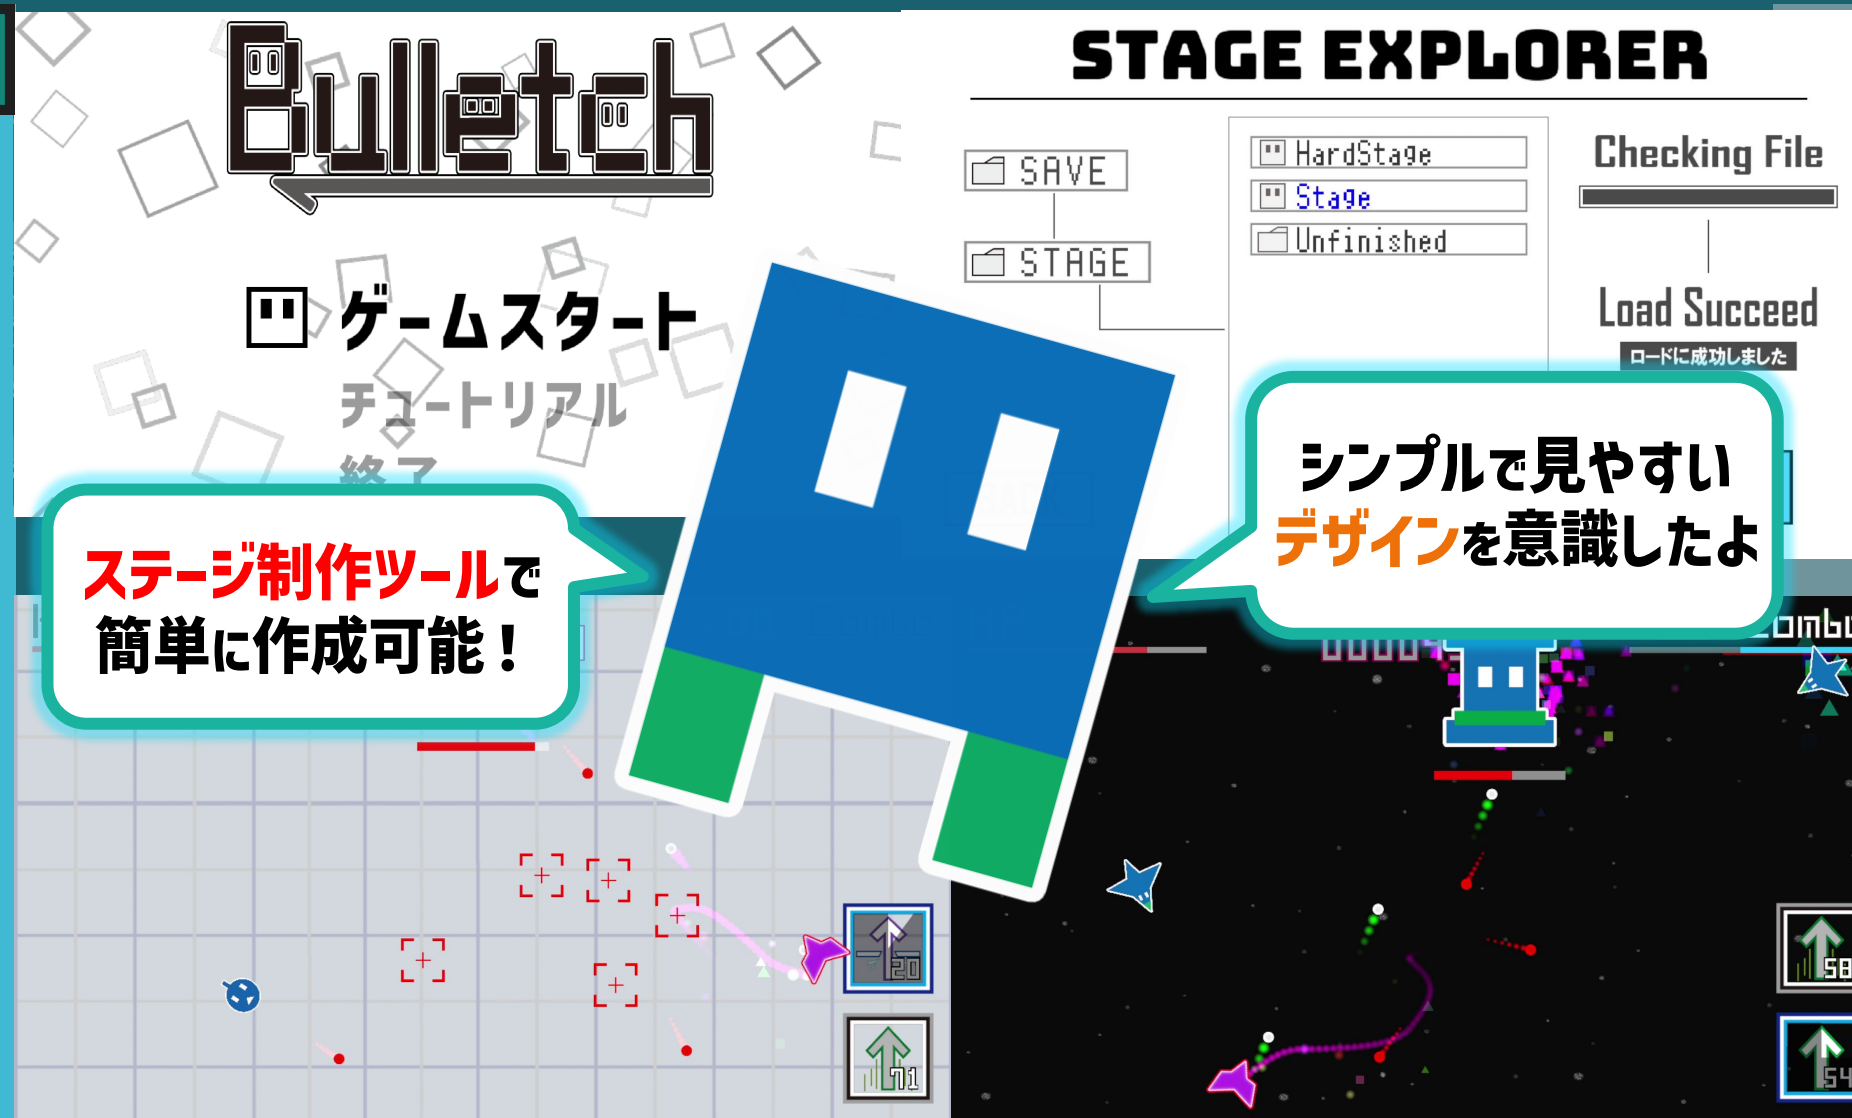 Bulletch
ゲームスタート
チュートリアル
終了
STAGE EXPLORER
SAVE
STAGE
HardStage
Stage
Unfinished
Checking File
Load Succeed
ロードに成功しました
ステージ制作ツールで
簡単に作成可能！
シンプルで見やすい
デザインを意識したよ
20
71
58
54